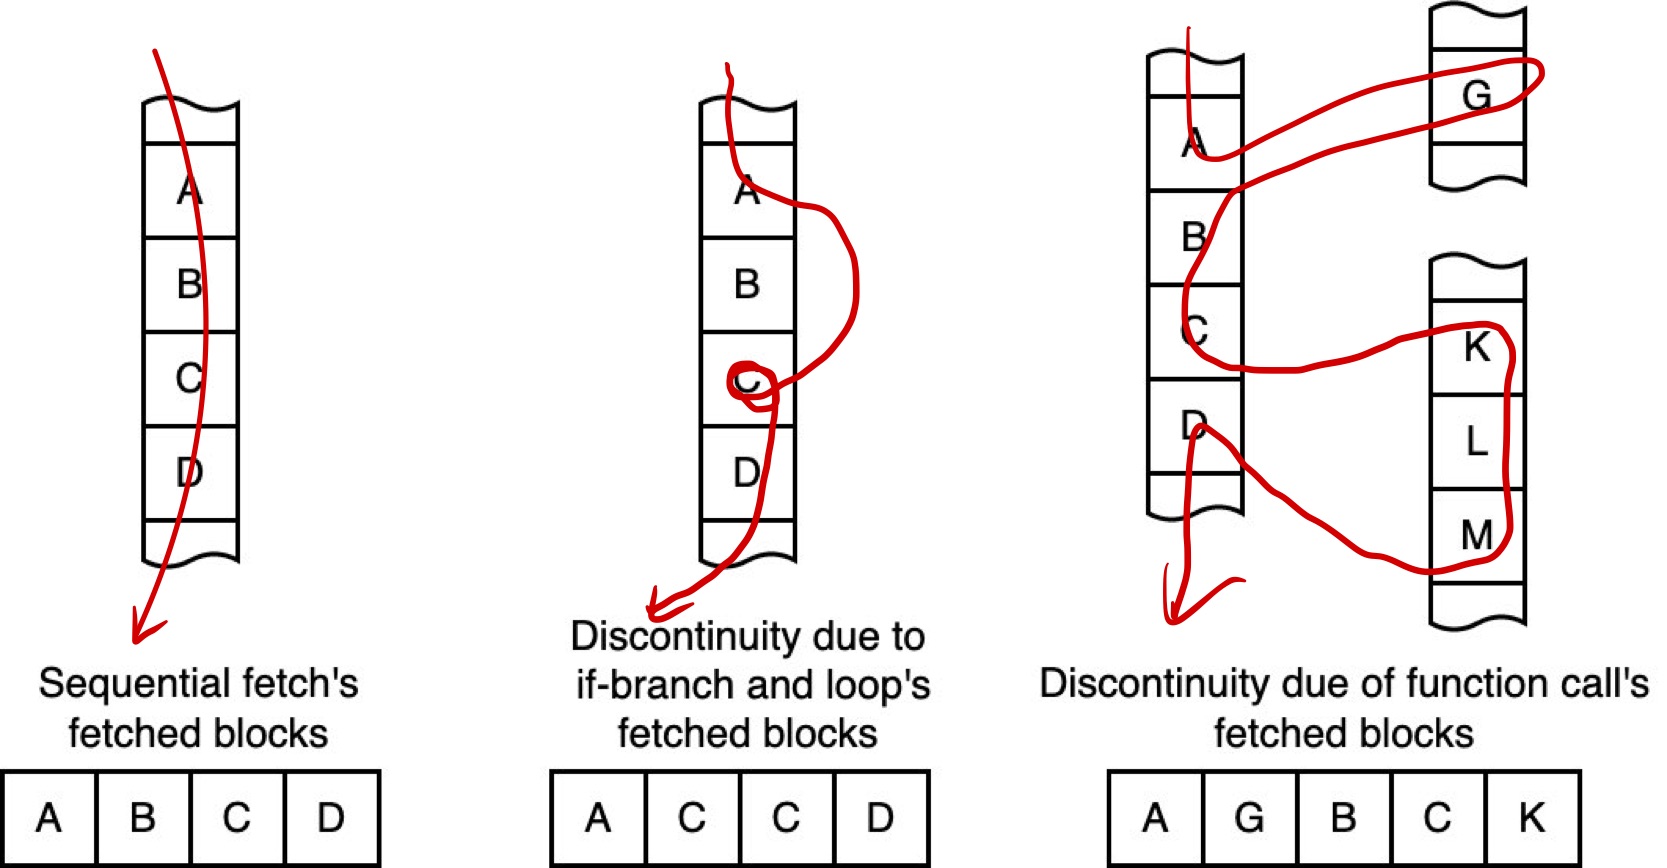 A
B
C
D
Sequential fetch's
fetched blocks
A B C D
A
B
C
D
Discontinuity due to
if-branch and loop's
fetched blocks
A C C D
A
B
C
D
G
K
L
M
Discontinuity due of function call's
fetched blocks
A G B C K